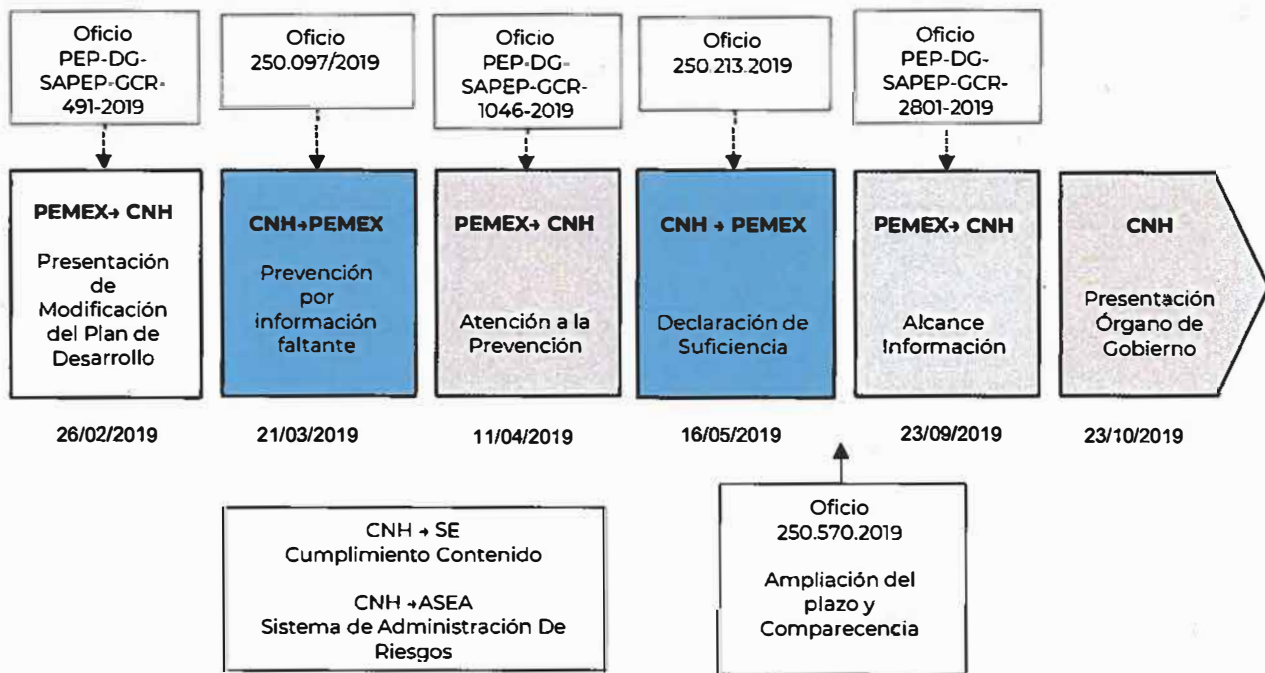 Oficio
PEP-DG-
SAPEP-GCR-
491-2019
Oficio
250.097/2019
Oficio
PEP-DG-
SAPEP-GCR-
1046-2019
Oficio
250.213.2019
Oficio
PEP-DG-
SAPEP-GCR-
2801-2019
PEMEX→ CNH
Presentación
de
Modificación
del Plan de
Desarrollo
CNH→PEMEX
Prevención
por
información
faltante
PEMEX→ CNH
Atención a la
Prevención
CNH → PEMEX
Declaración de
Suficiencia
PEMEX→ CNH
Alcance
Información
CNH
Presentación
Órgano de
Gobierno
26/02/2019
21/03/2019
11/04/2019
16/05/2019
23/09/2019
23/10/2019
CNH → SE
Cumplimiento Contenido
CNH →ASEA
Sistema de Administración De
Riesgos
Oficio
250.570.2019
Ampliación del
plazo y
Comparecencia